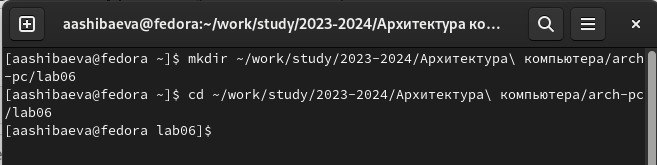 aashibaeva@fedora:~/work/study/2023-2024/Архитектура ко...
[aashibaeva@fedora ~]$ mkdir ~/work/study/2023-2024/Архитектура\ компьютера/arch
-pc/lab06
[aashibaeva@fedora ~]$ cd ~/work/study/2023-2024/Архитектура\ компьютера/arch-pc
/lab06
[aashibaeva@fedora lab06]$